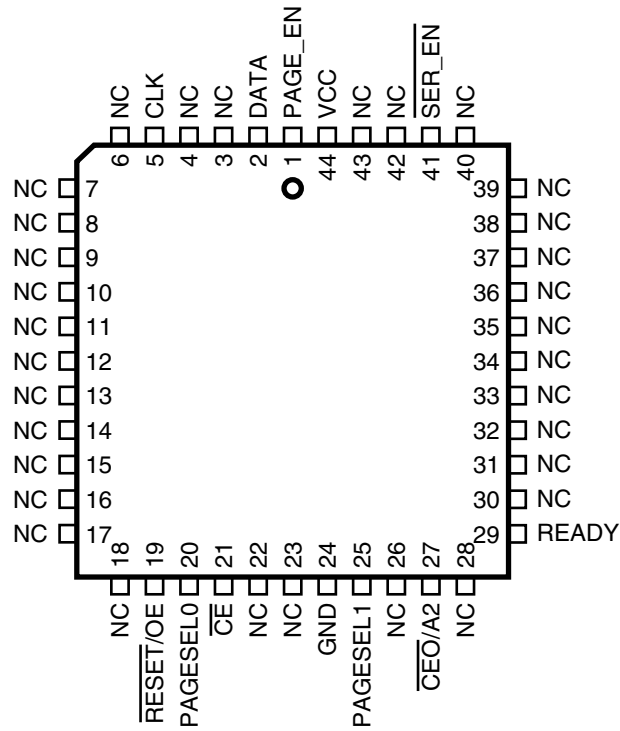 NC
CLK
NC
NC
DATA
PAGE_EN
VCC
NC
NC
SER_EN
NC
6
5
4
3
2
1
44
43
42
41
40
NC 7
NC 8
NC 9
NC 10
NC 11
NC 12
NC 13
NC 14
NC 15
NC 16
NC 17
39 NC
38 NC
37 NC
36 NC
35 NC
34 NC
33 NC
32 NC
31 NC
30 NC
29 READY
18
19
20
21
22
23
24
25
26
27
28
NC
RESET/OE
PAGESEL0
CE
NC
NC
GND
PAGESEL1
NC
CEO/A2
NC